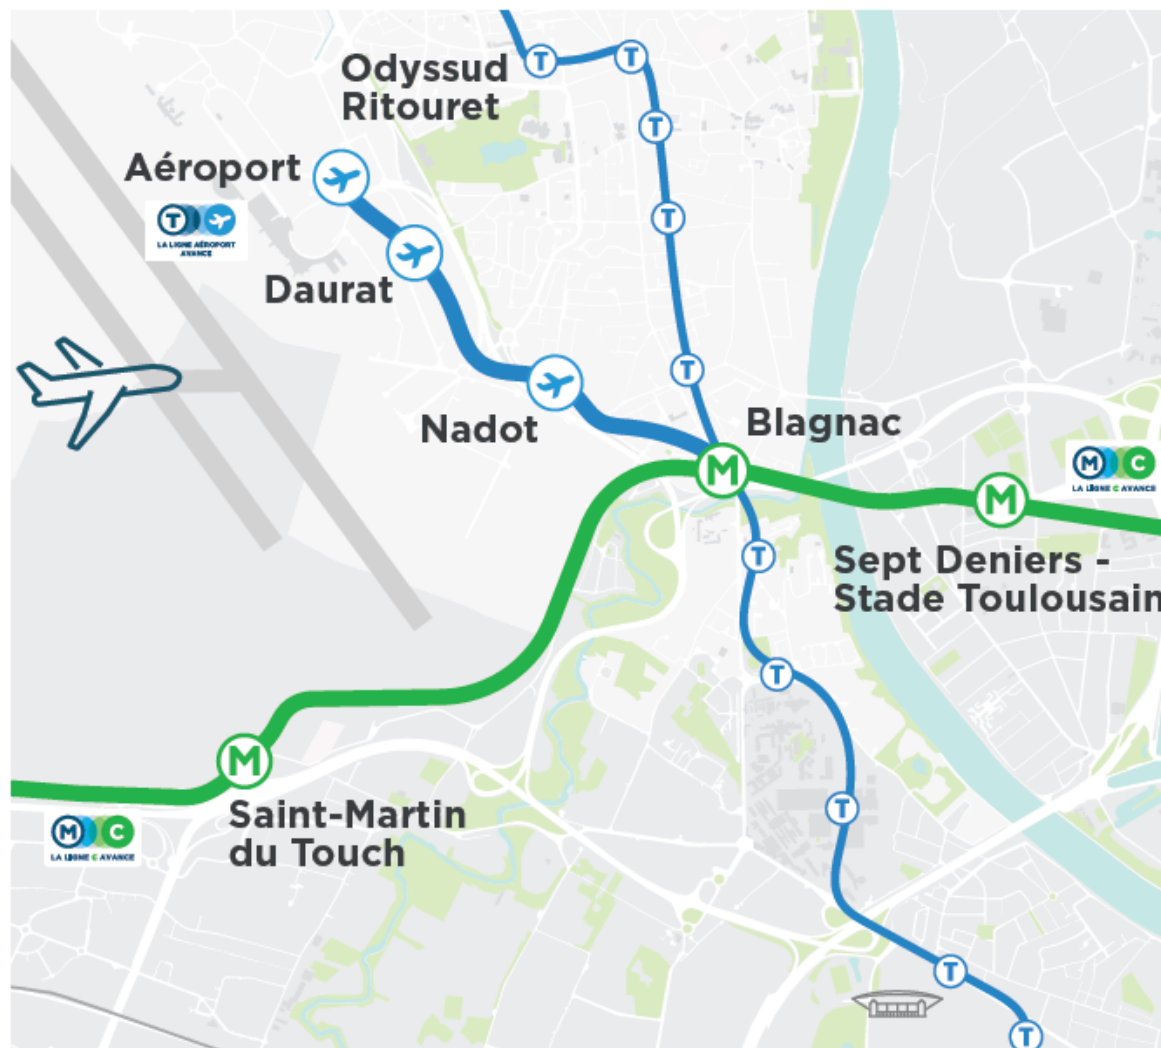 T
T
Odyssud
Ritouret
T
Aéroport
T
T
LA LIGNE AÉROPORT
AVANCE
Daurat
T
Nadot
Blagnac
M
M C
LA LIGNE C AVANCE
M
T
Sept Deniers -
Stade Toulousain
T
M
Saint-Martin
du Touch
T
M C
LA LIGNE C AVANCE
T
T